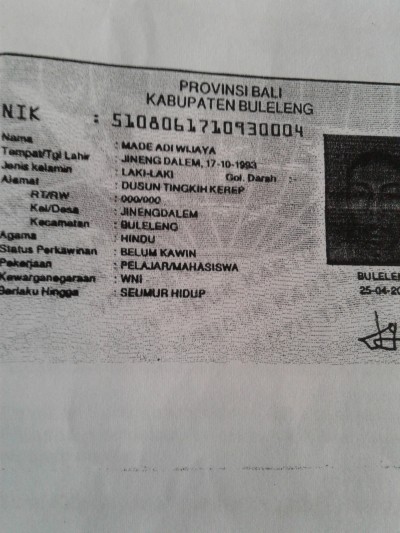 PROVINSI BALI
KABUPATEN BULELENG
NIK : 5108061710930004
Nama : MADE ADI WIJAYA
Tempat/Tgl Lahir : JINENG DALEM, 17-10-1993
Jenis kelamin : LAKI-LAKI Gol. Darah : -
Alamat : DUSUN TINGKIH KEREP
RT/RW : 000/000
Kel/Desa : JINENGDALEM
Kecamatan : BULELENG
Agama : HINDU
Status Perkawinan : BELUM KAWIN
Pekerjaan : PELAJAR/MAHASISWA
Kewarganegaraan : WNI
Berlaku Hingga : SEUMUR HIDUP
BULELE
25-04-20